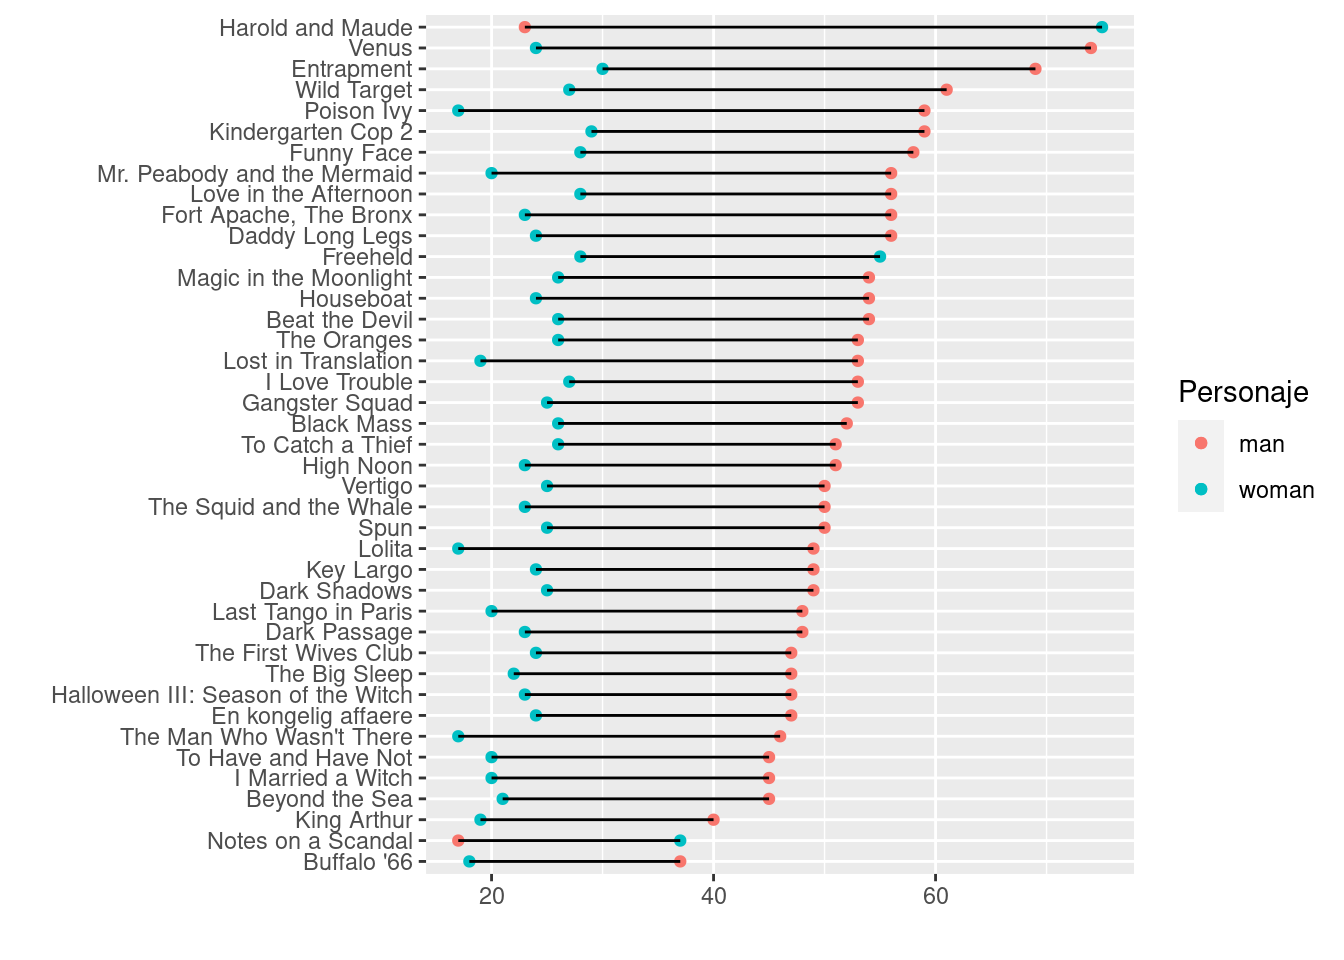 Harold and Maude
Venus
Entrapment
Wild Target
Poison Ivy
Kindergarten Cop 2
Funny Face
Mr. Peabody and the Mermaid
Love in the Afternoon
Fort Apache, The Bronx
Daddy Long Legs
Freeheld
Magic in the Moonlight
Houseboat
Beat the Devil
The Oranges
Lost in Translation
I Love Trouble
Gangster Squad
Black Mass
To Catch a Thief
High Noon
Vertigo
The Squid and the Whale
Spun
Lolita
Key Largo
Dark Shadows
Last Tango in Paris
Dark Passage
The First Wives Club
The Big Sleep
Halloween III: Season of the Witch
En kongelig affaere
The Man Who Wasn't There
To Have and Have Not
I Married a Witch
Beyond the Sea
King Arthur
Notes on a Scandal
Buffalo '66
20 40 60
Personaje
man
woman